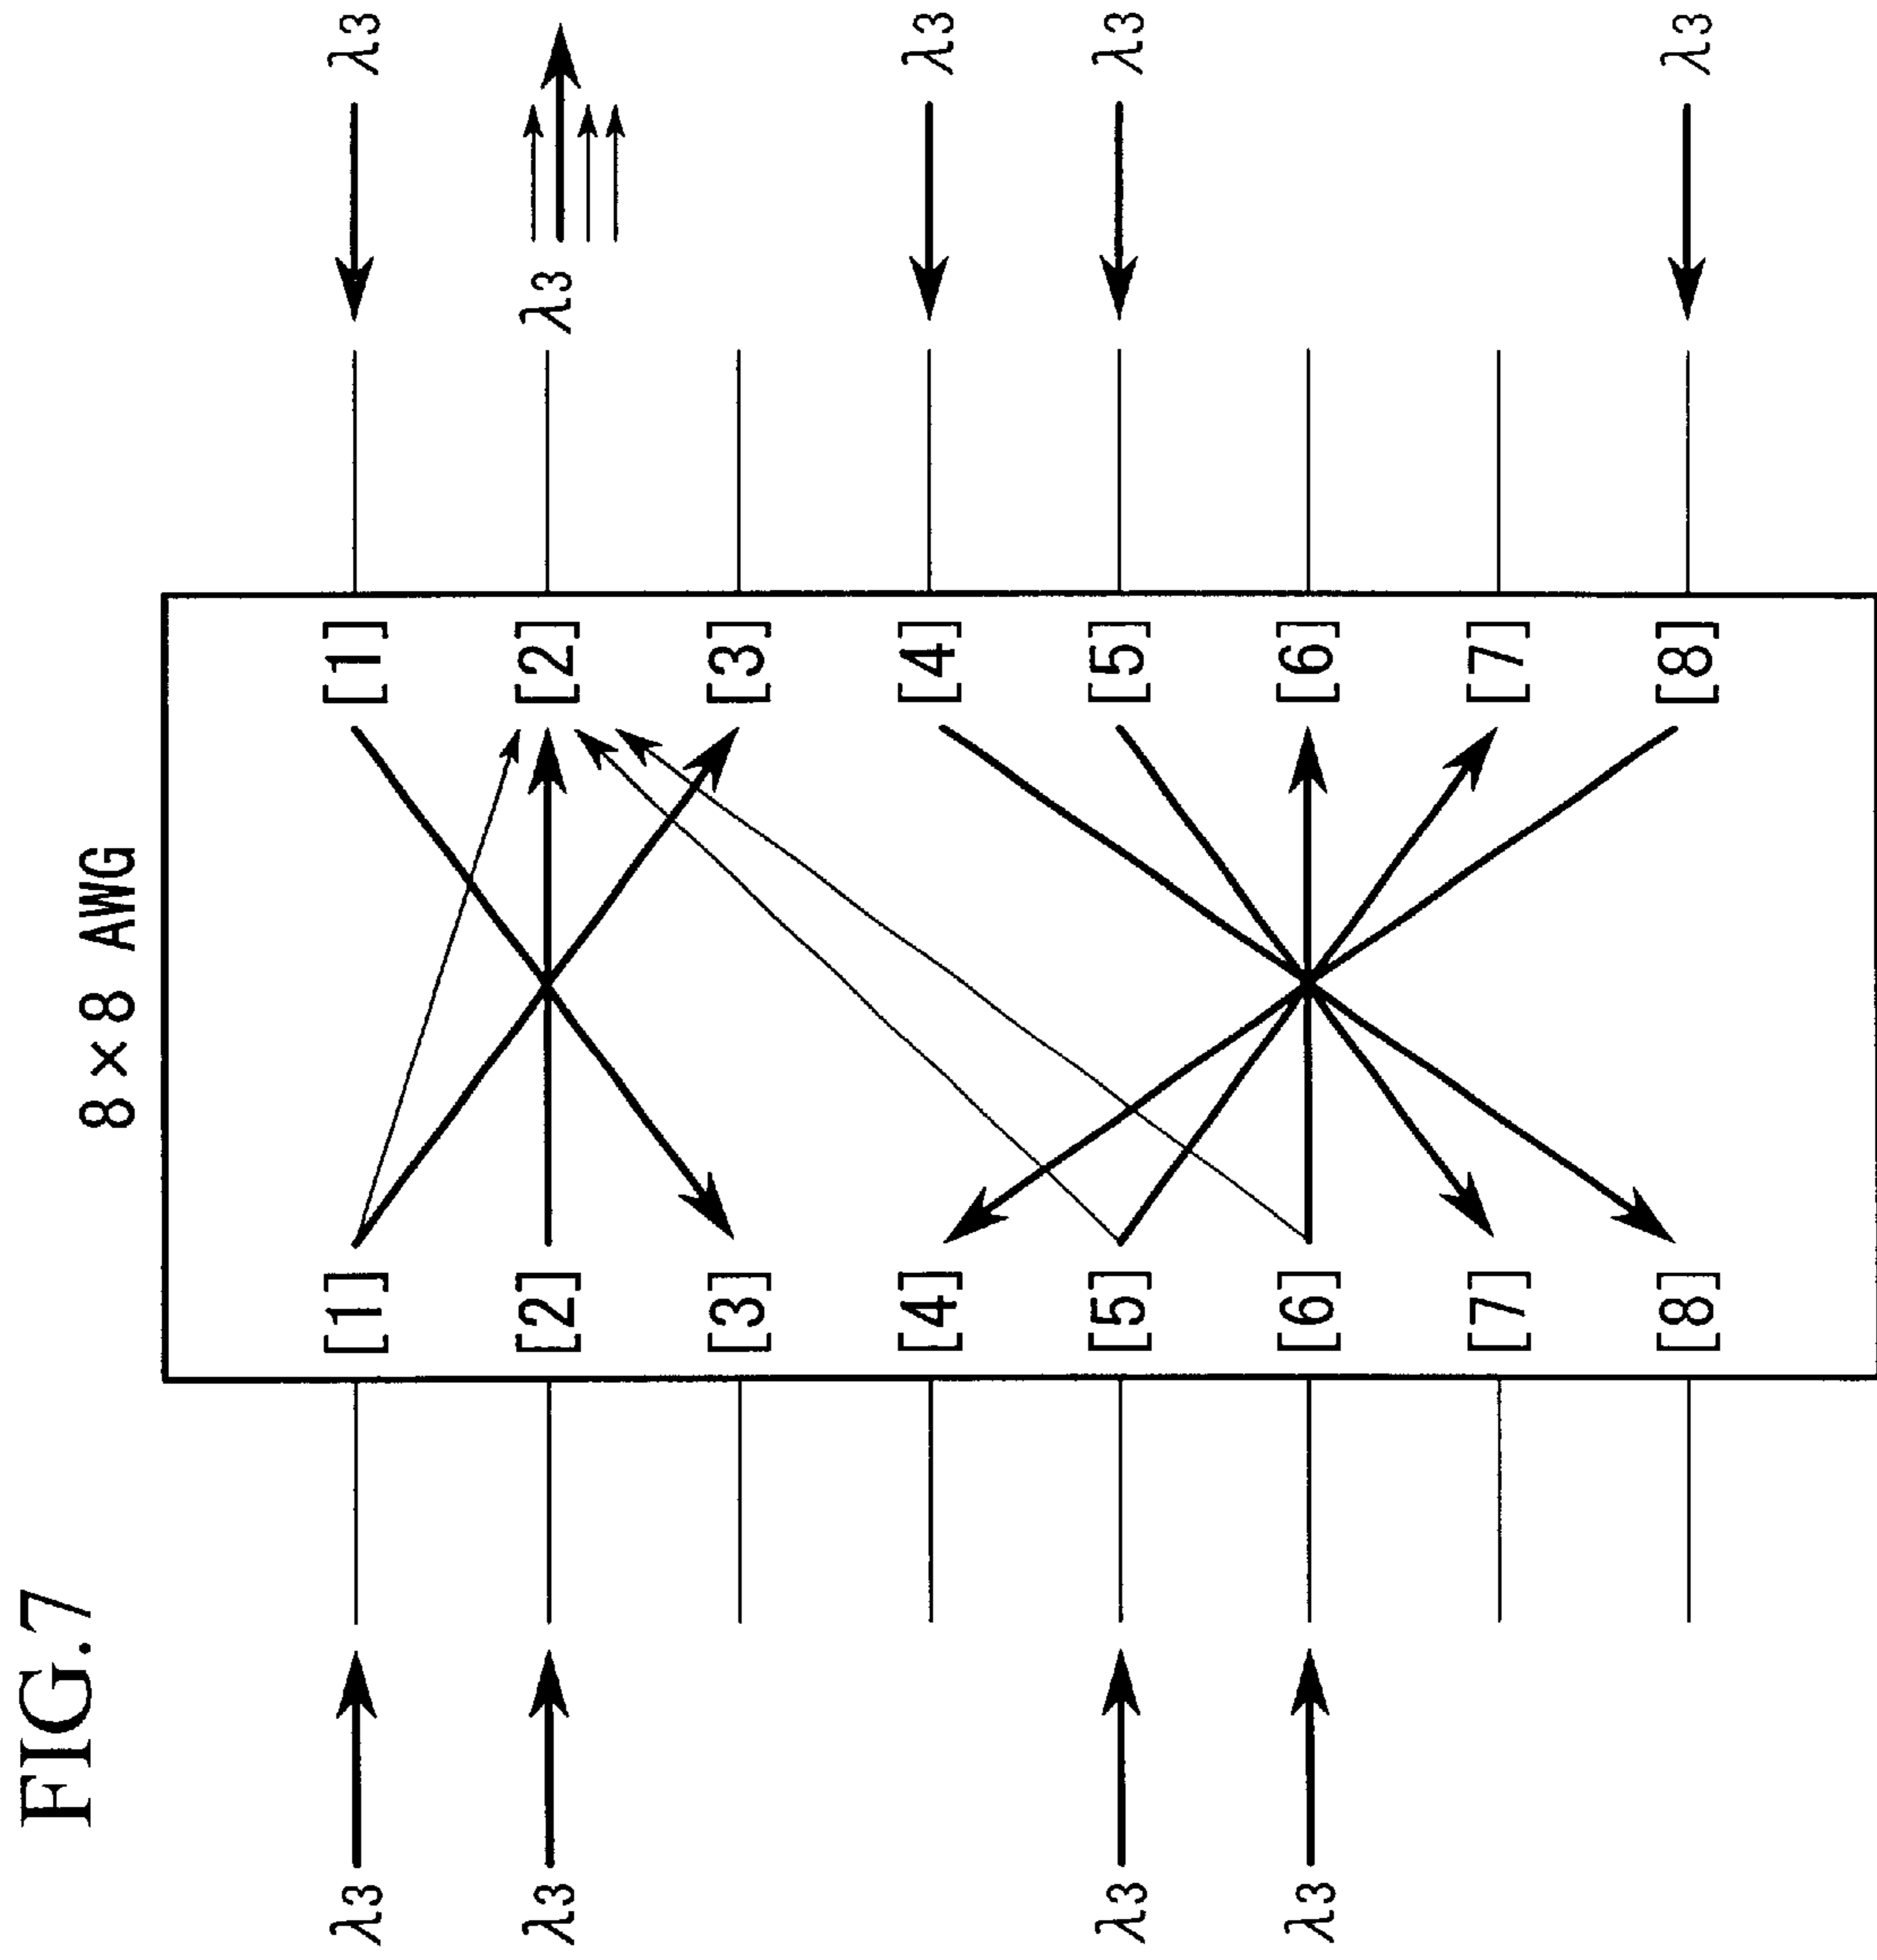 FIG.7
8×8 AWG
λ3 [1] [1] λ3
λ3 [2] [2] λ3
[3] [3]
[4] [4] λ3
λ3 [5] [5] λ3
λ3 [6] [6]
[7] [7]
[8] [8] λ3